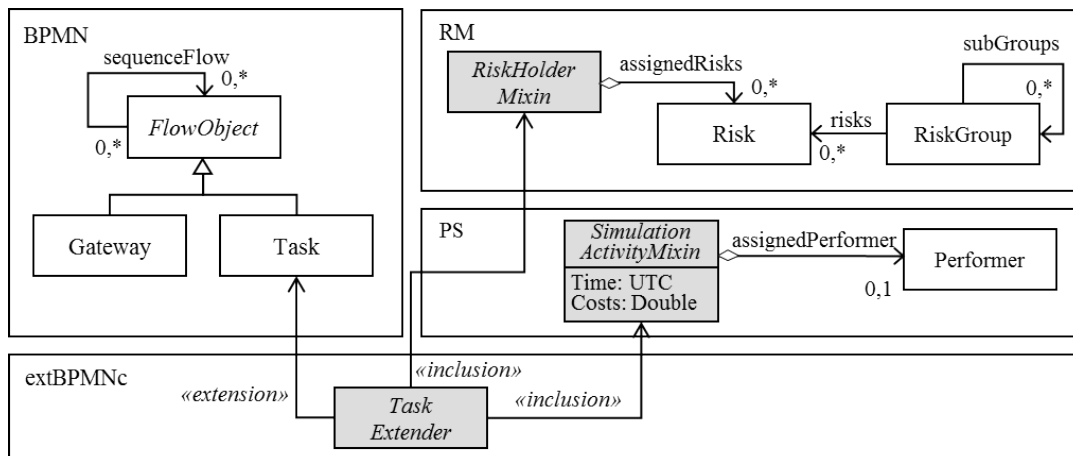 BPMN
sequenceFlow
0,*
FlowObject
0,*
Gateway
Task
RM
RiskHolder
Mixin
assignedRisks
0,*
Risk
risks
0,*
RiskGroup
subGroups
0,*
PS
Simulation
ActivityMixin
Time: UTC
Costs: Double
assignedPerformer
0,1
Performer
extBPMNc
«extension»
«inclusion»
«inclusion»
Task
Extender